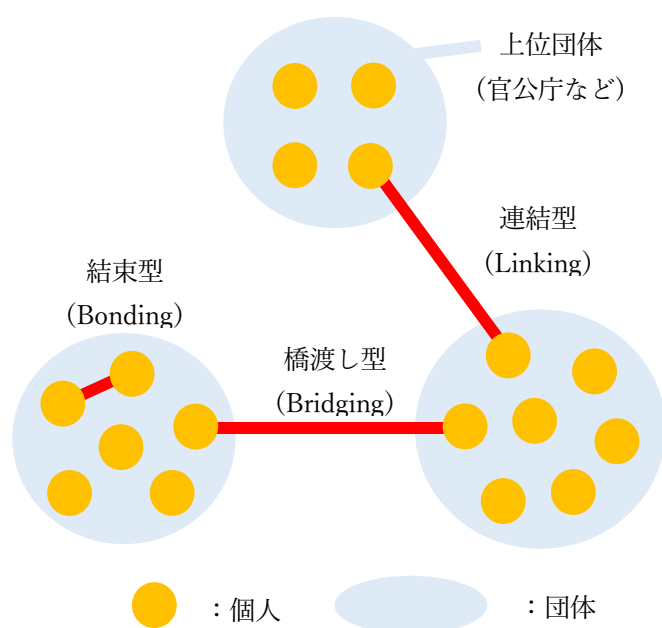 上位団体
(官公庁など)
連結型
(Linking)
結束型
(Bonding)
橋渡し型
(Bridging)
：個人
：団体